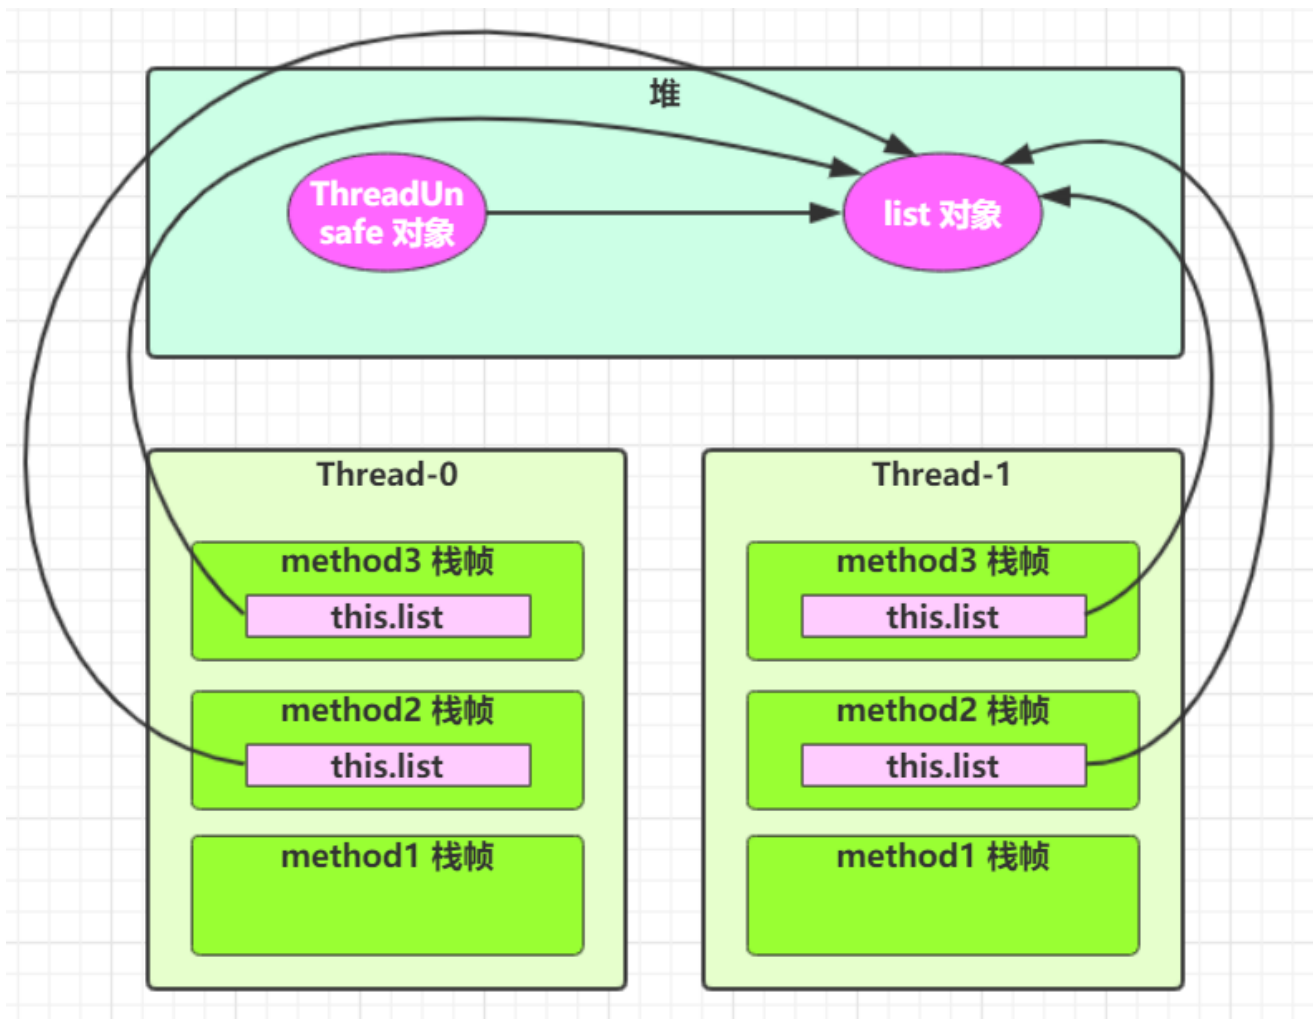 堆
ThreadUn
safe 对象
list 对象
Thread-0
method3 栈帧
this.list
method2 栈帧
this.list
method1 栈帧
Thread-1
method3 栈帧
this.list
method2 栈帧
this.list
method1 栈帧